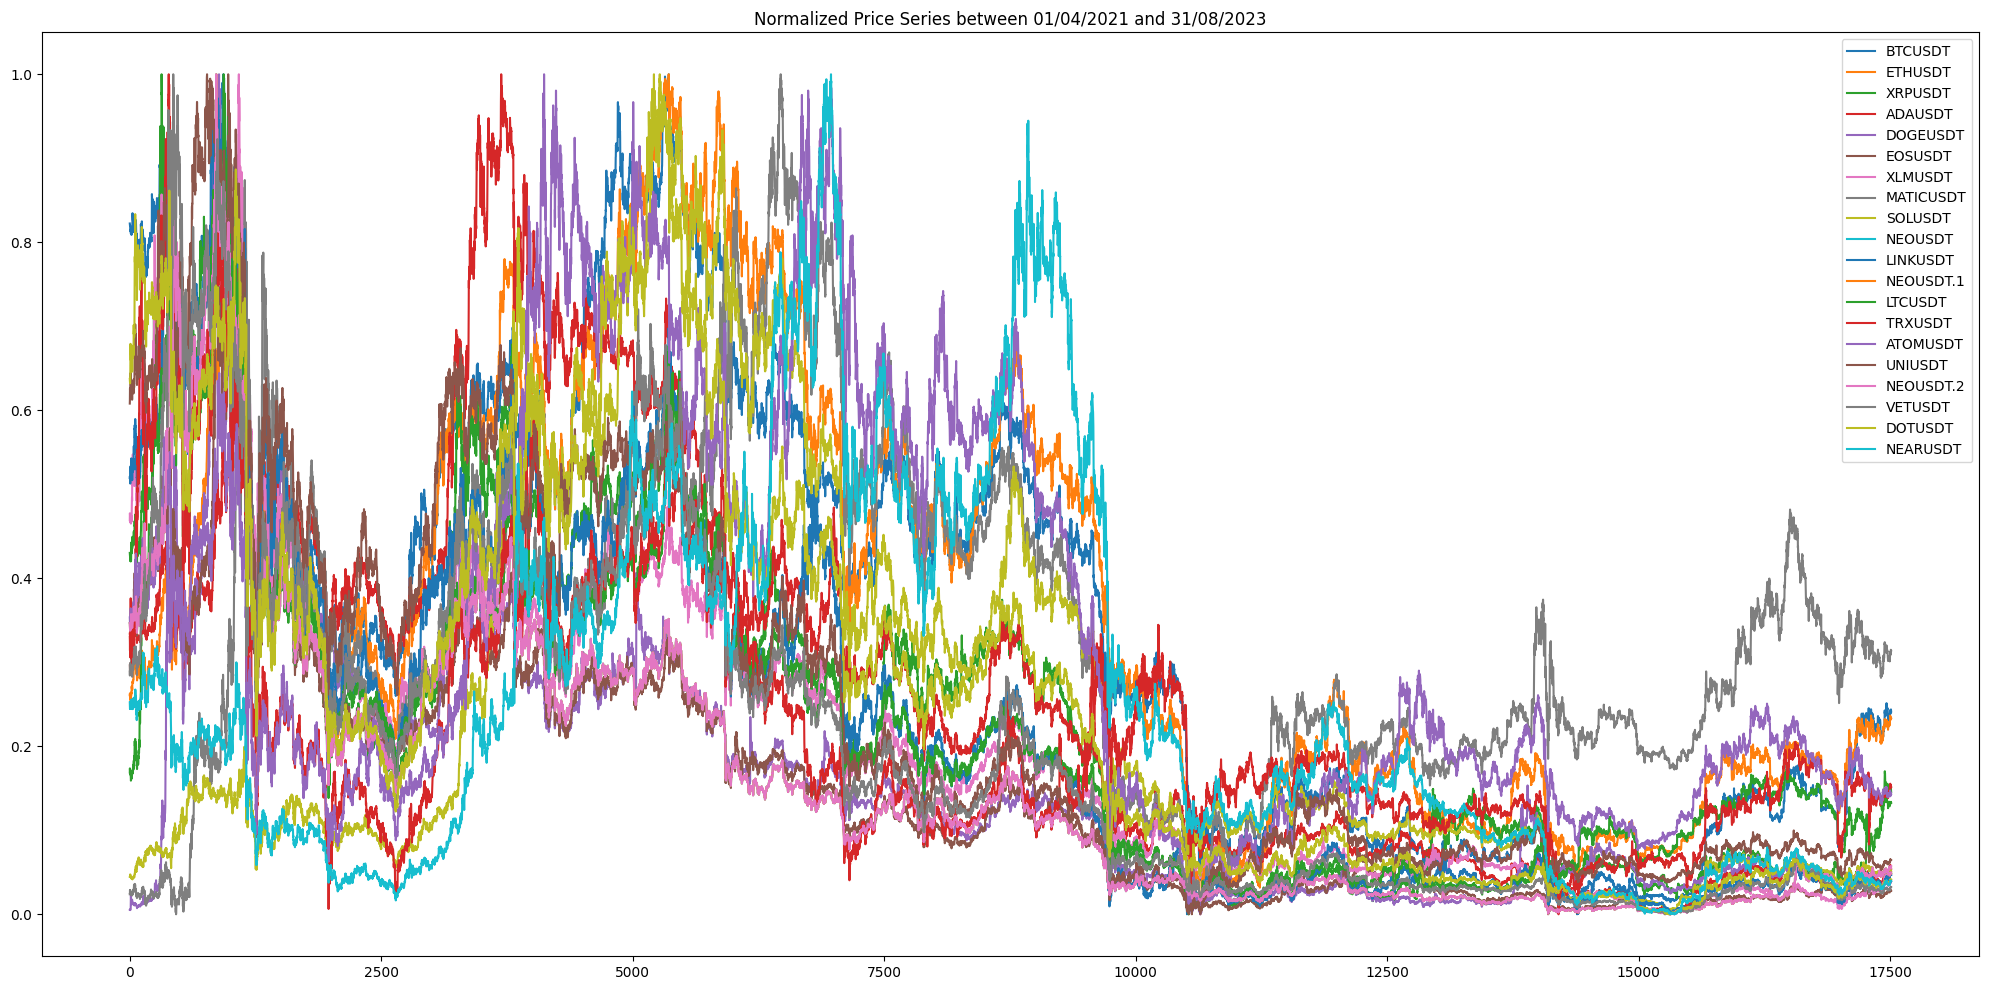 Normalized Price Series between 01/04/2021 and 31/08/2023
1.0
0.8
0.6
0.4
0.2
0.0
0
2500
5000
7500
10000
12500
15000
17500
BTCUSDT
ETHUSDT
XRPUSDT
ADAUSDT
DOGEUSDT
EOSUSDT
XLMUSDT
MATICUSDT
SOLUSDT
NEOUSDT
LINKUSDT
NEOUSDT.1
LTCUSDT
TRXUSDT
ATOMUSDT
UNIUSDT
NEOUSDT.2
VETUSDT
DOTUSDT
NEARUSDT